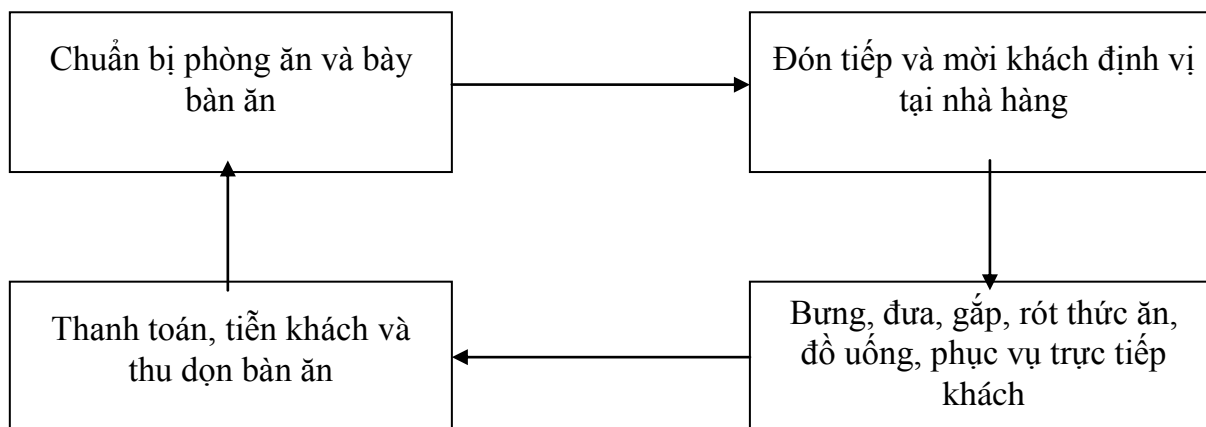 Chuẩn bị phòng ăn và bày
bàn ăn
Đón tiếp và mời khách định vị
tại nhà hàng
Thanh toán, tiễn khách và
thu dọn bàn ăn
Bưng, đưa, gắp, rót thức ăn,
đồ uống, phục vụ trực tiếp
khách